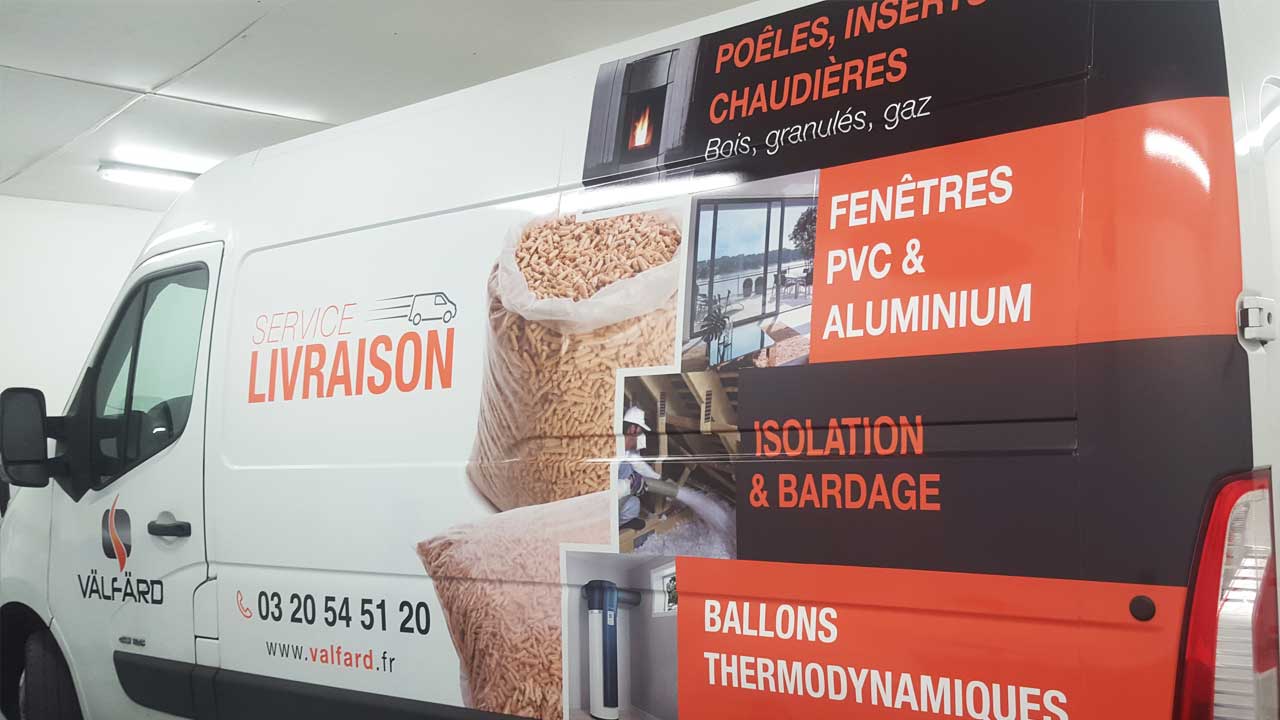 POÊLES, INSERTS
CHAUDIÈRES
Bois, granulés, gaz
FENÊTRES
PVC &
ALUMINIUM
SERVICE
LIVRAISON
ISOLATION
& BARDAGE
VÄLFÄRD
03 20 54 51 20
www.valfard.fr
BALLONS
THERMODYNAMIQUES